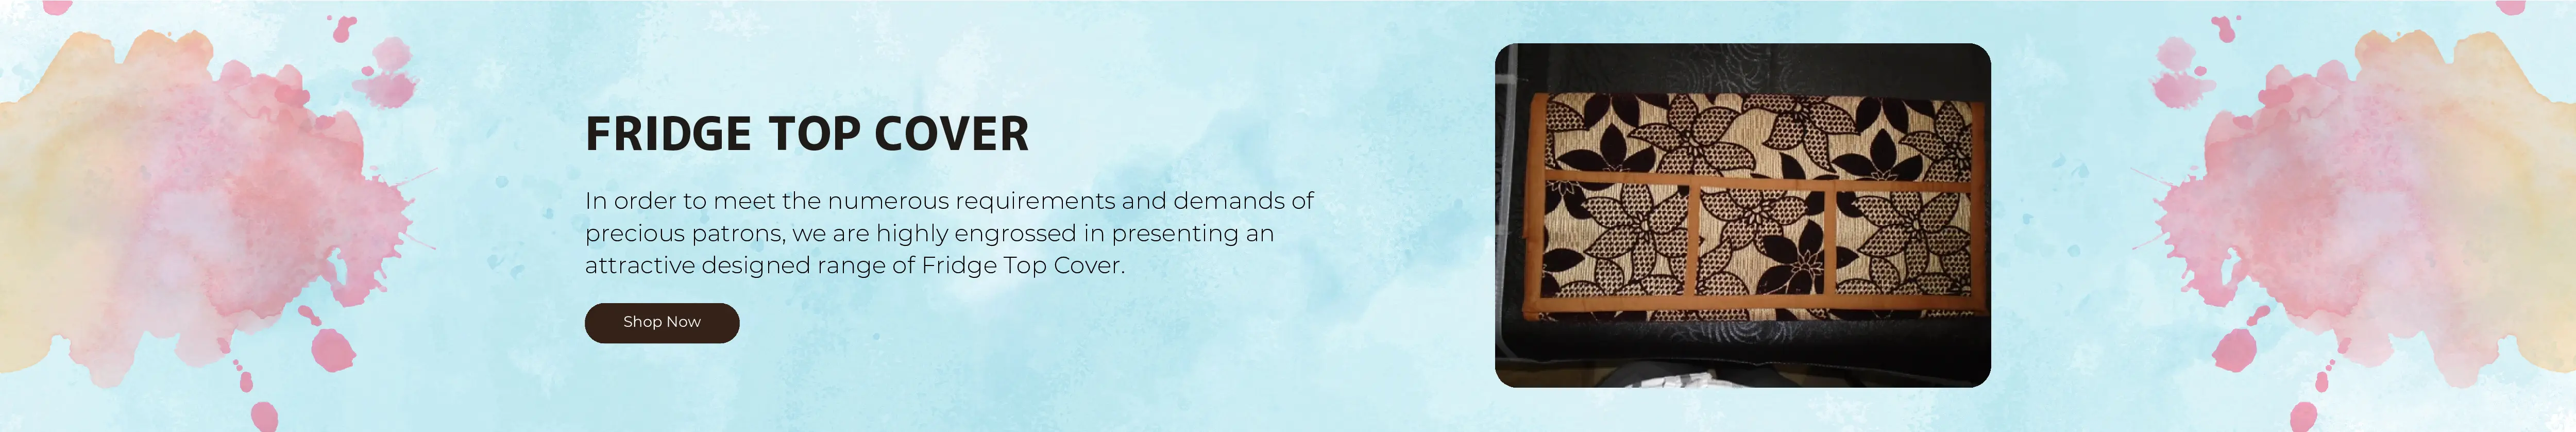 FRIDGE TOP COVER
In order to meet the numerous requirements and demands of
precious patrons, we are highly engrossed in presenting an
attractive designed range of Fridge Top Cover.
Shop Now